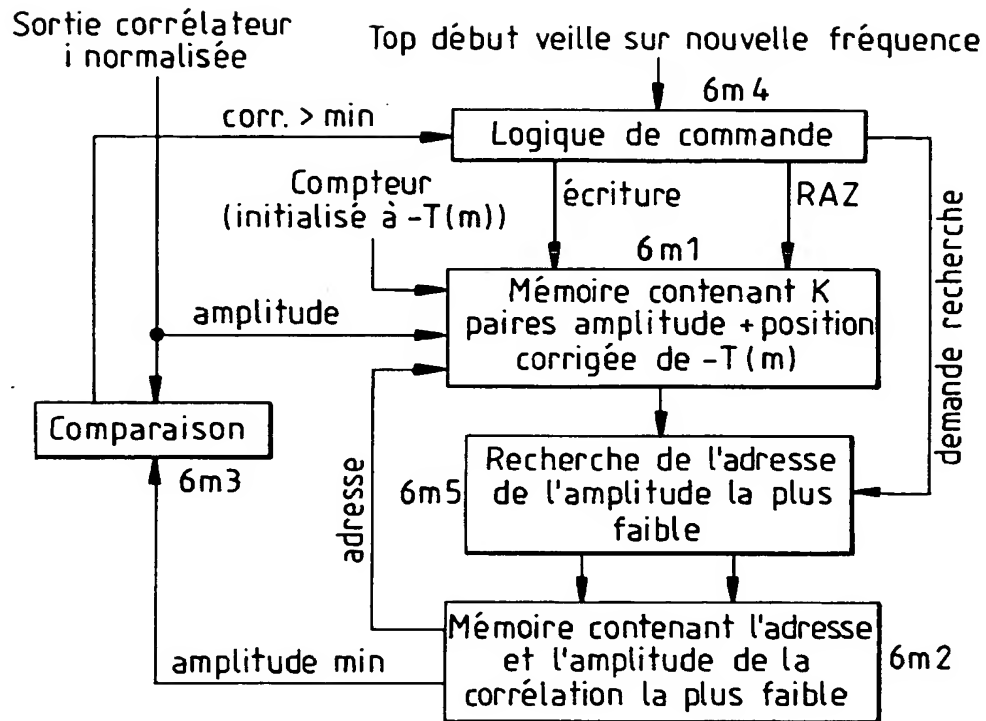 Sortie corrélateur
i normalisée
Top début veille sur nouvelle fréquence
6m4
corr. > min
Logique de commande
Compteur
(initialisé à -T(m))
écriture
RAZ
6m1
demande recherche
amplitude
Mémoire contenant K
paires amplitude + position
corrigée de -T(m)
Comparaison
6m3
adresse
6m5
Recherche de l'adresse
de l'amplitude la plus
faible
amplitude min
Mémoire contenant l'adresse
et l'amplitude de la
corrélation la plus faible
6m2